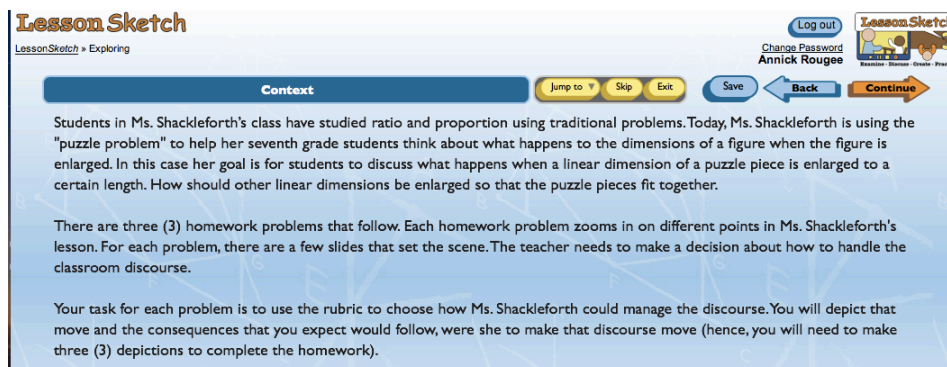 LessonSketch
Log out
LessonSketch
LessonSketch » Exploring
Change Password
Annick Rougee
Examine - Discuss - Create - Prac
Context
Jump to
Skip
Exit
Save
Back
Continue
Students in Ms. Shackleforth's class have studied ratio and proportion using traditional problems. Today, Ms. Shackleforth is using the
"puzzle problem" to help her seventh grade students think about what happens to the dimensions of a figure when the figure is
enlarged. In this case her goal is for students to discuss what happens when a linear dimension of a puzzle piece is enlarged to a
certain length. How should other linear dimensions be enlarged so that the puzzle pieces fit together.
There are three (3) homework problems that follow. Each homework problem zooms in on different points in Ms. Shackleforth's
lesson. For each problem, there are a few slides that set the scene. The teacher needs to make a decision about how to handle the
classroom discourse.
Your task for each problem is to use the rubric to choose how Ms. Shackleforth could manage the discourse. You will depict that
move and the consequences that you expect would follow, were she to make that discourse move (hence, you will need to make
three (3) depictions to complete the homework).